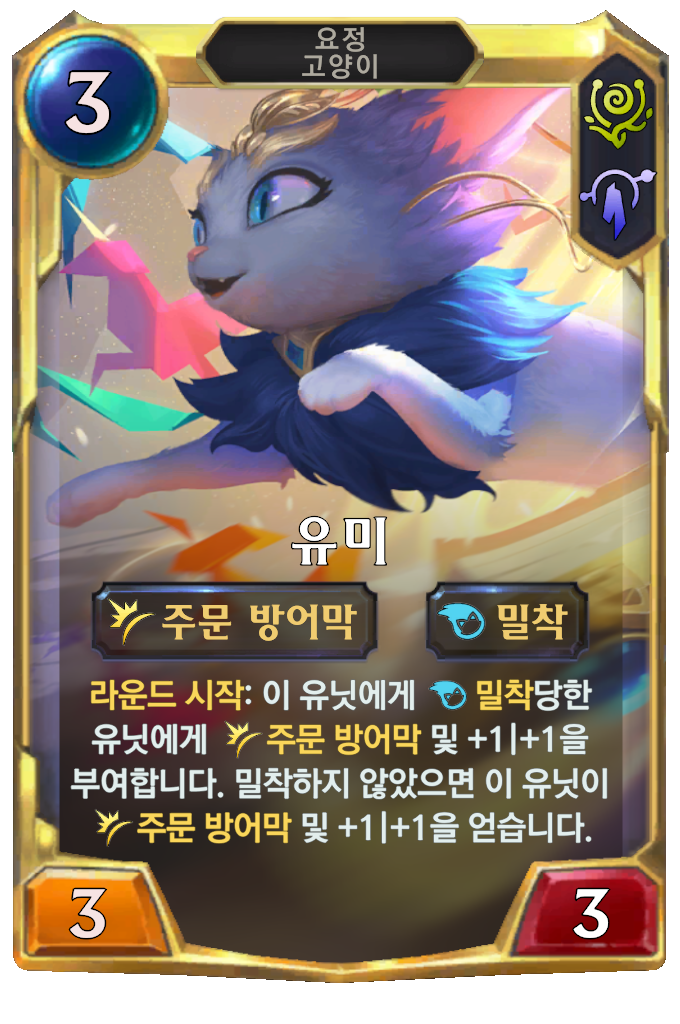 요정
고양이
3
유미
주문 방어막 밀착
라운드 시작: 이 유닛에게 밀착당한
유닛에게 주문 방어막 및 +1|+1을
부여합니다. 밀착하지 않았으면 이 유닛이
주문 방어막 및 +1|+1을 얻습니다.
3 3